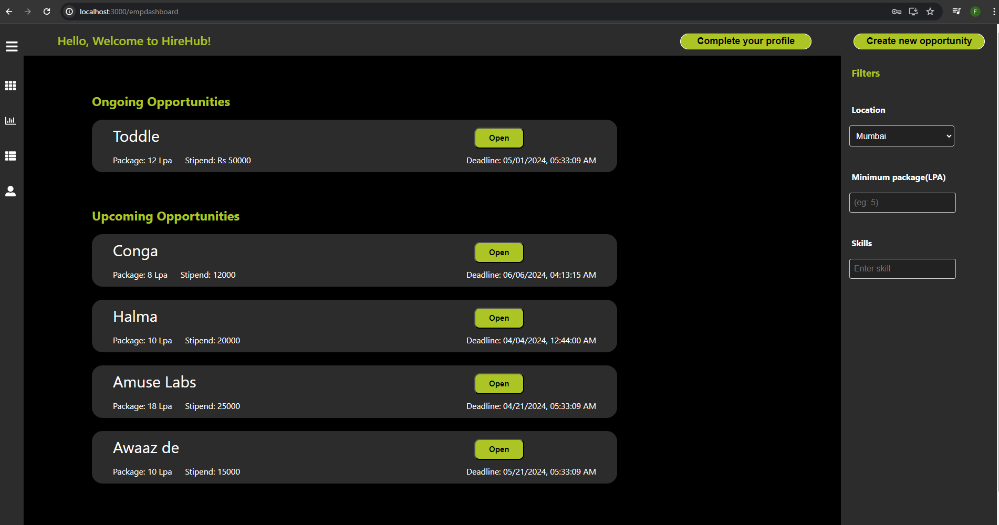 localhost:3000/empdashboard
F
Hello, Welcome to HireHub!
Complete your profile
Create new opportunity
Ongoing Opportunities
Toddle
Open
Package: 12 Lpa Stipend: Rs 50000
Deadline: 05/01/2024, 05:33:09 AM
Upcoming Opportunities
Conga
Open
Package: 8 Lpa Stipend: 12000
Deadline: 06/06/2024, 04:13:15 AM
Halma
Open
Package: 10 Lpa Stipend: 20000
Deadline: 04/04/2024, 12:44:00 AM
Amuse Labs
Open
Package: 18 Lpa Stipend: 25000
Deadline: 04/21/2024, 05:33:09 AM
Awaaz de
Open
Package: 10 Lpa Stipend: 15000
Deadline: 05/21/2024, 05:33:09 AM
Filters
Location
Mumbai
Minimum package(LPA)
(eg: 5)
Skills
Enter skill